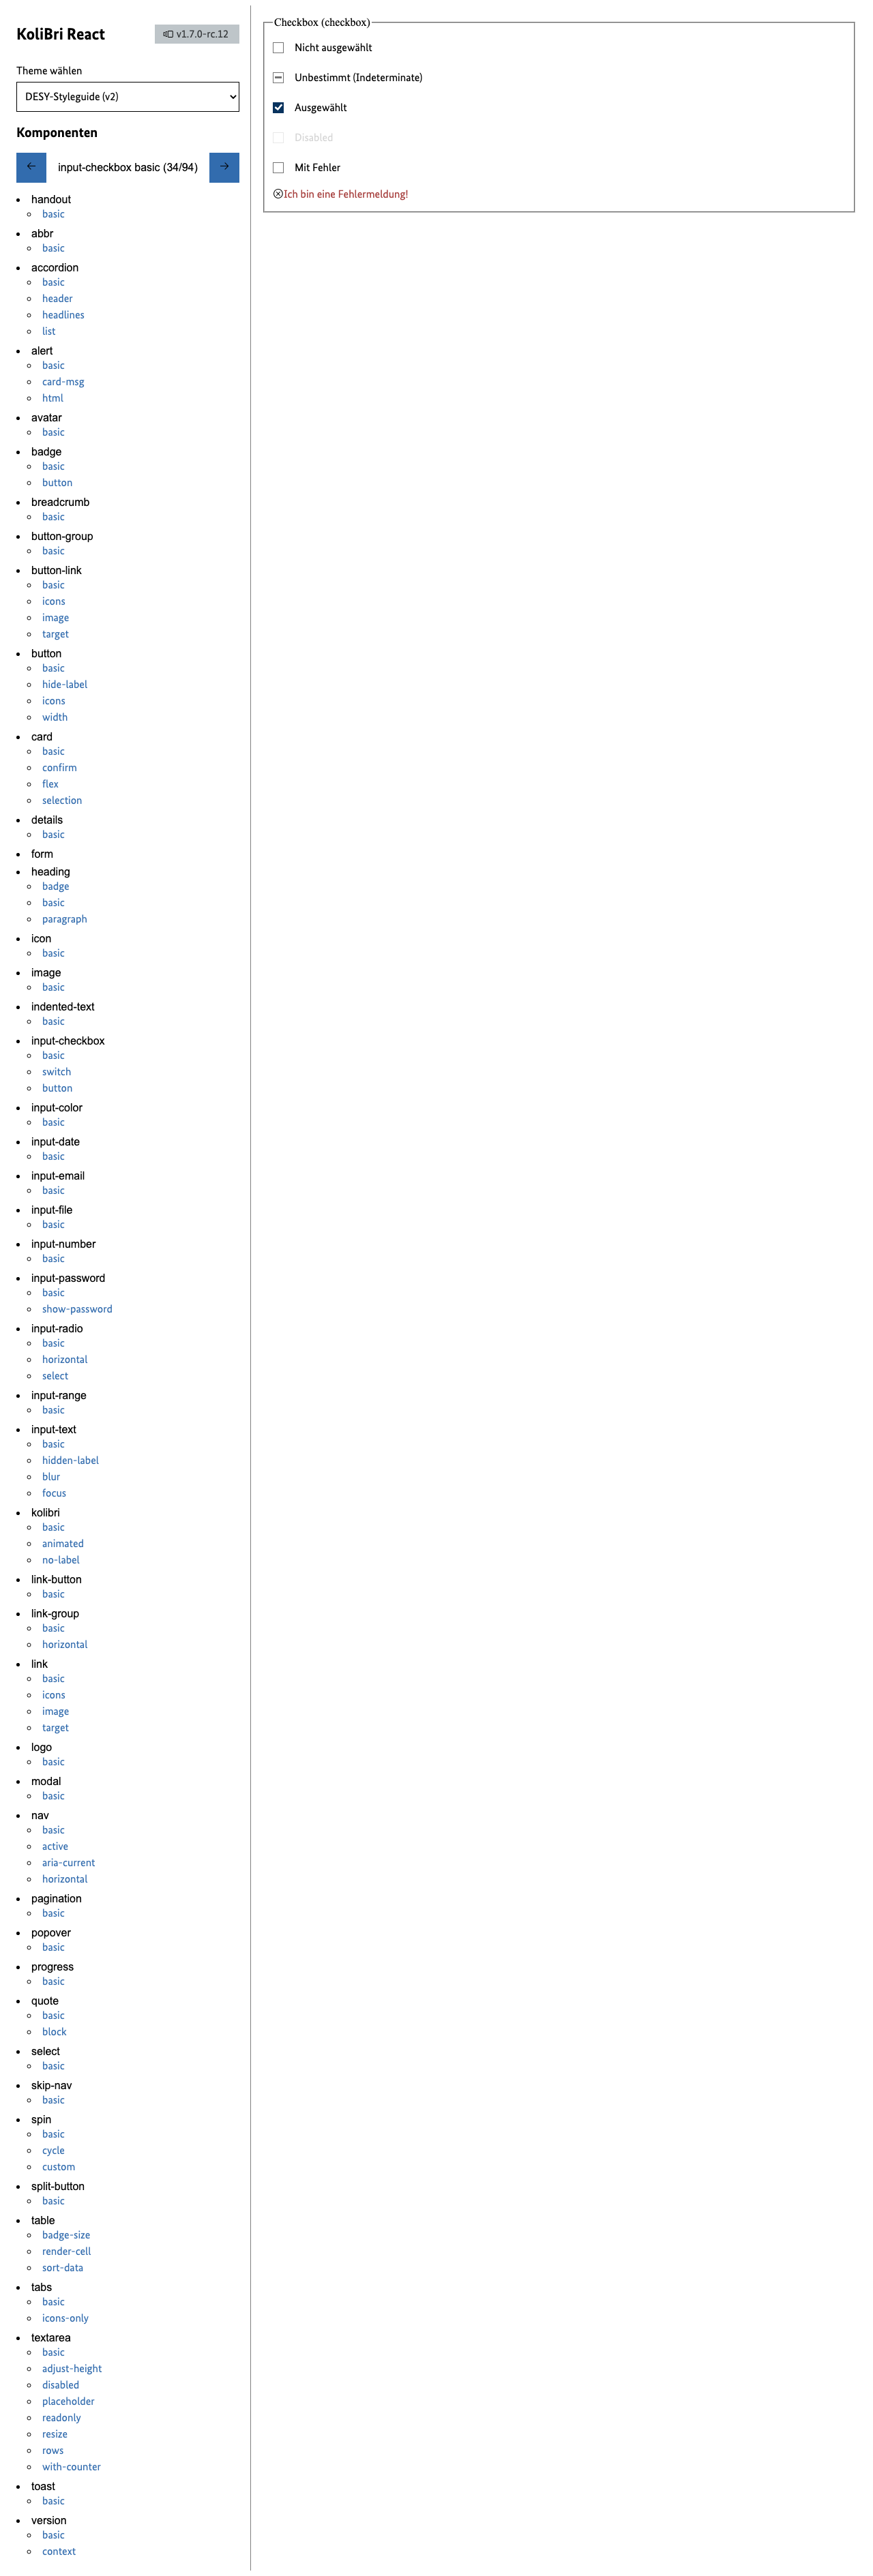 KoliBri React
v1.7.0-rc.12
Theme wählen
DESY-Styleguide (v2)
Komponenten
input-checkbox basic (34/94)
handout
basic
abbr
basic
accordion
basic
header
headlines
list
alert
basic
card-msg
html
avatar
basic
badge
basic
button
breadcrumb
basic
button-group
basic
button-link
basic
icons
image
target
button
basic
hide-label
icons
width
card
basic
confirm
flex
selection
details
basic
form
heading
badge
basic
paragraph
icon
basic
image
basic
indented-text
basic
input-checkbox
basic
switch
button
input-color
basic
input-date
basic
input-email
basic
input-file
basic
input-number
basic
input-password
basic
show-password
input-radio
basic
horizontal
select
input-range
basic
input-text
basic
hidden-label
blur
focus
kolibri
basic
animated
no-label
link-button
basic
link-group
basic
horizontal
link
basic
icons
image
target
logo
basic
modal
basic
nav
basic
active
aria-current
horizontal
pagination
basic
popover
basic
progress
basic
quote
basic
block
select
basic
skip-nav
basic
spin
basic
cycle
custom
split-button
basic
table
badge-size
render-cell
sort-data
tabs
basic
icons-only
textarea
basic
adjust-height
disabled
placeholder
readonly
resize
rows
with-counter
toast
basic
version
basic
context
Checkbox (checkbox)
Nicht ausgewählt
Unbestimmt (Indeterminate)
Ausgewählt
Disabled
Mit Fehler
Ich bin eine Fehlermeldung!